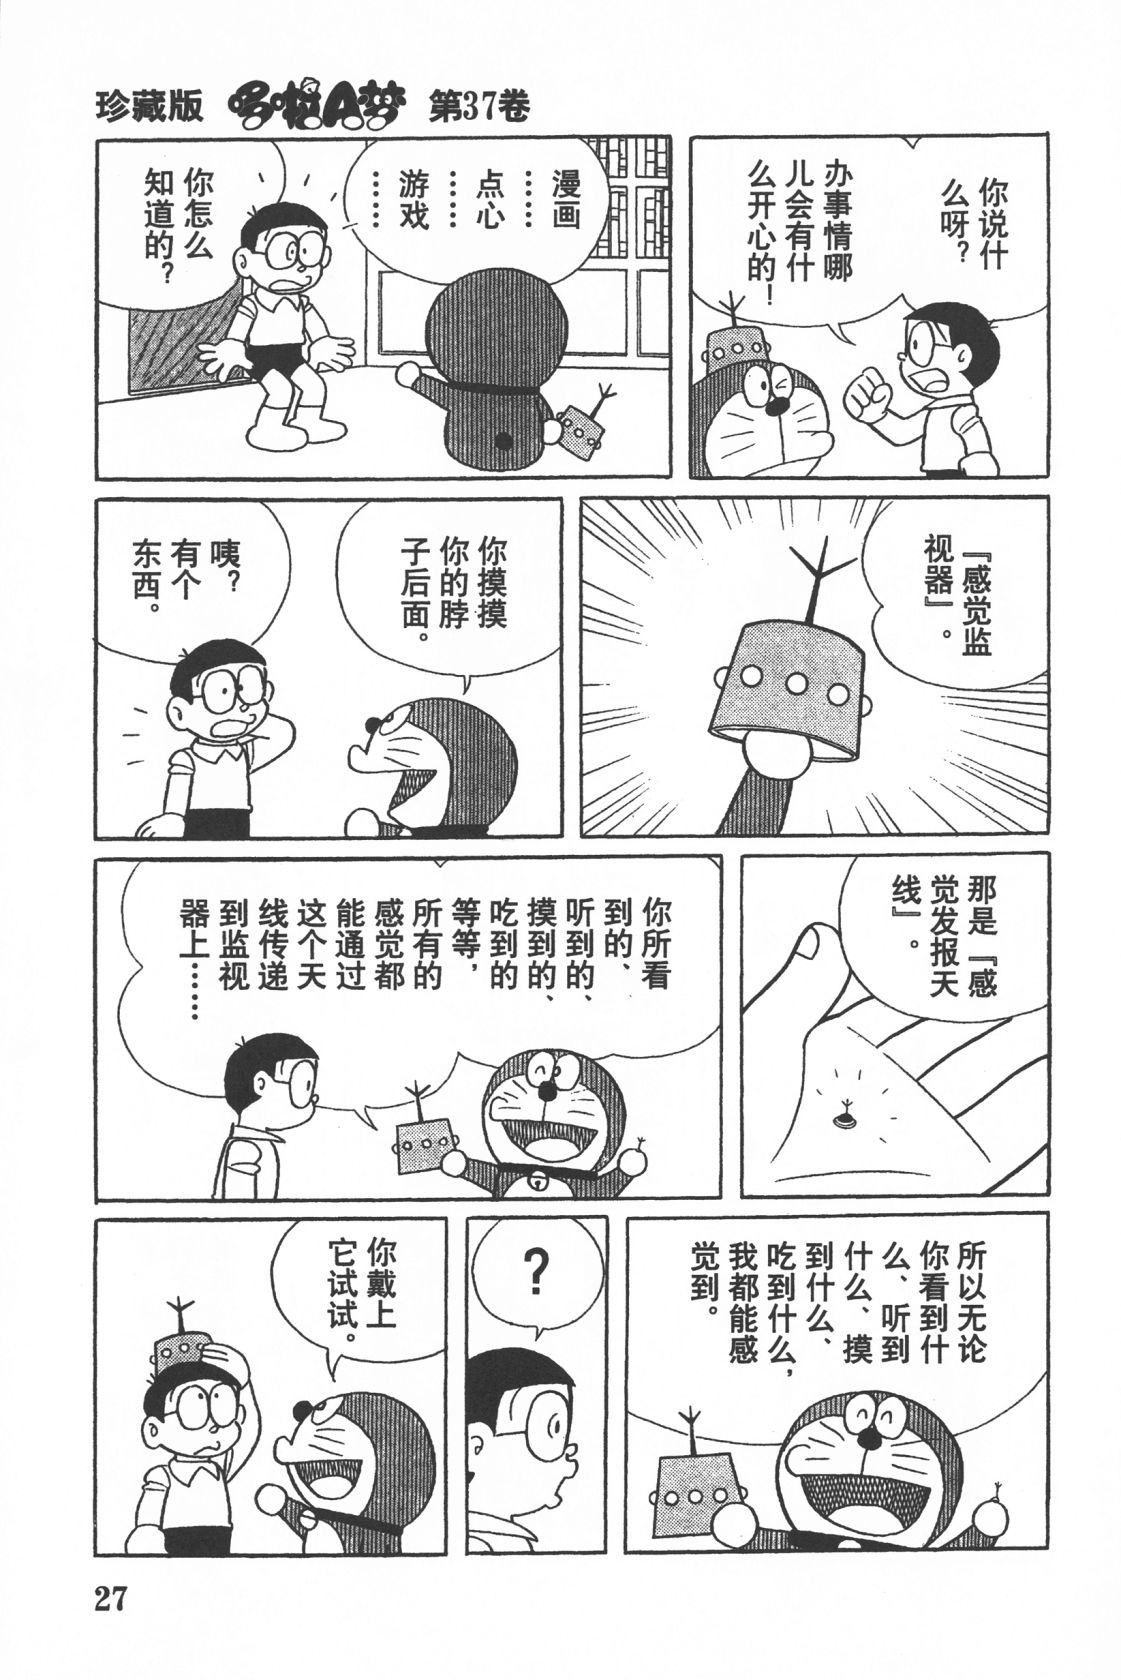 珍藏版 哆啦A梦 第37卷
你说什
么呀？
办事情哪
儿会有什
么开心的！
漫画
……
点心
……
游戏
……
你怎么
知道的？
『感觉监
视器』。
你摸摸
你的脖
子后面。
咦？
有个
东西。
那是『感
觉发报天
线』。
你所看
到的、
听到的、
摸到的、
吃到的
等等，
所有的
感觉都
能通过
这个天
线传递
到监视
器上……
所以无论
你看到什
么、听到
什么、摸
到什么、
吃到什么，
我都能感
觉到。
？
你戴上
它试试。
27